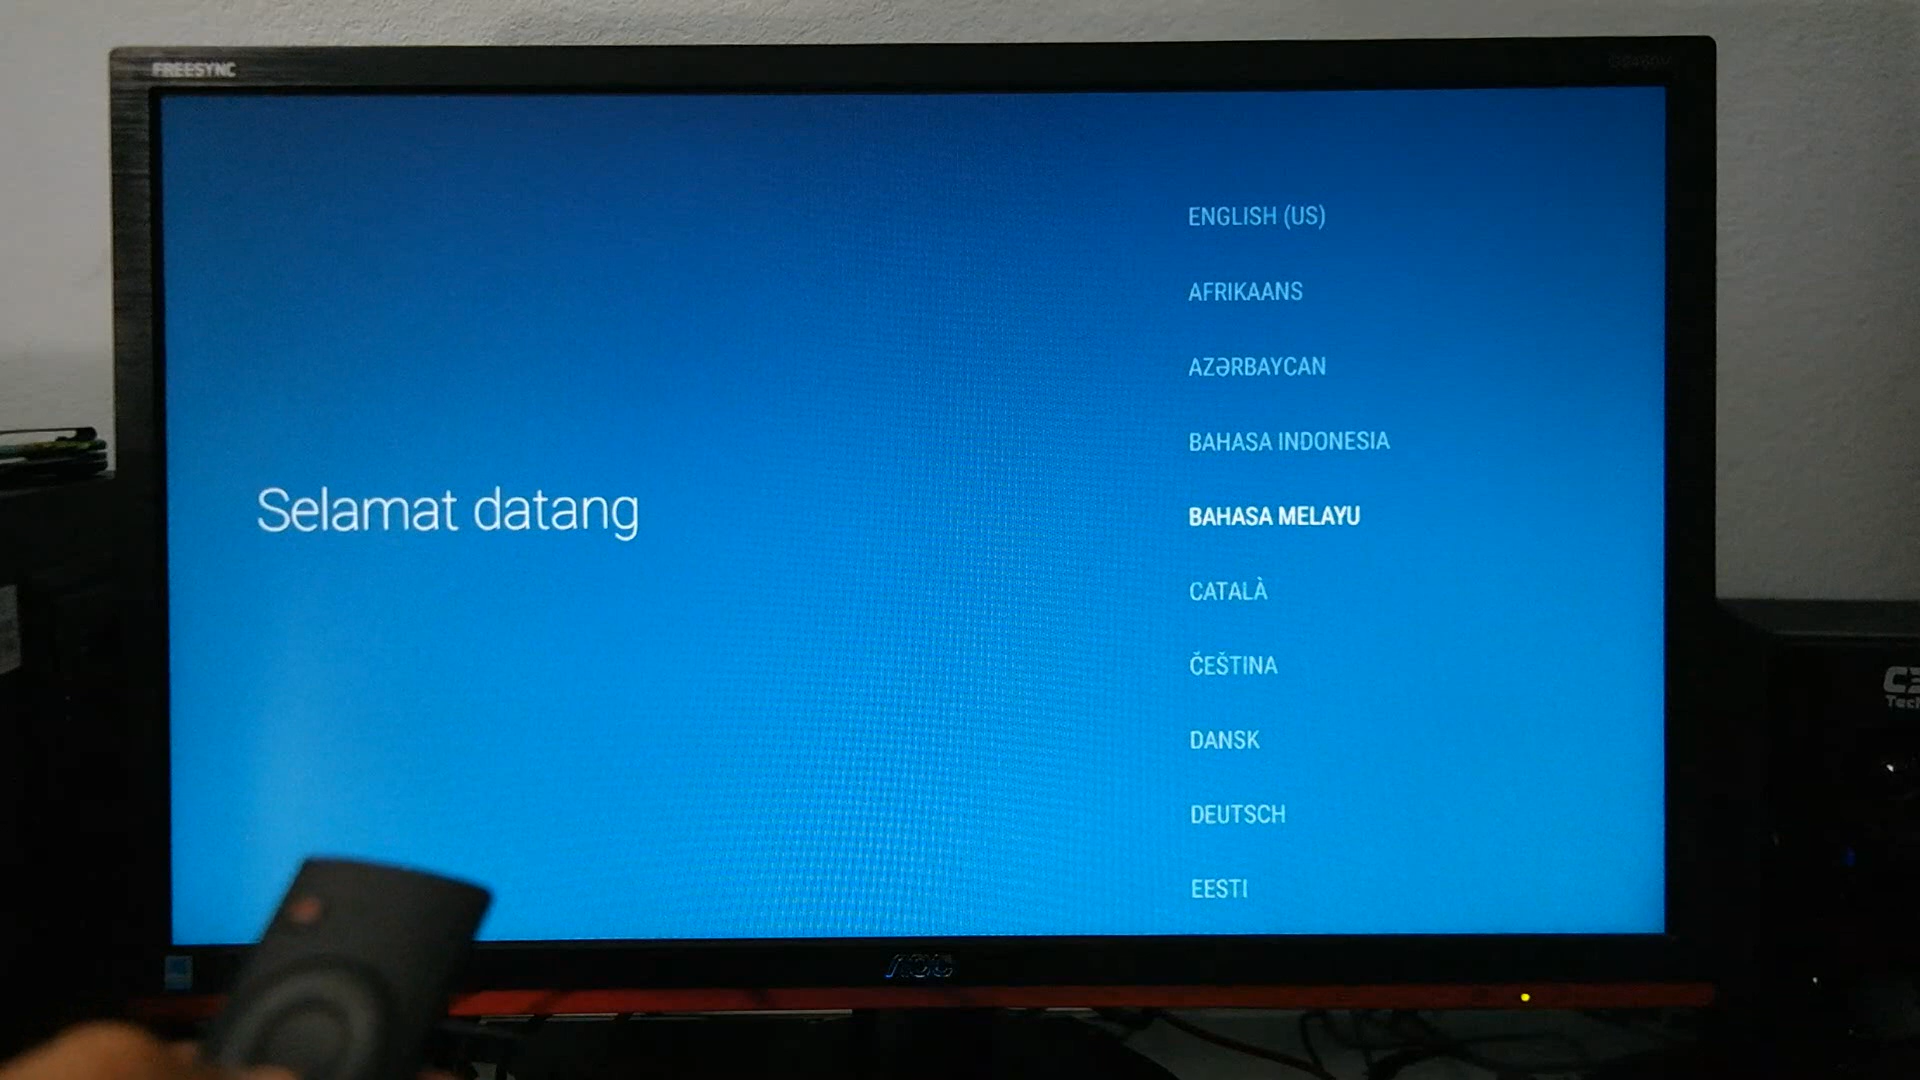 FREESYNC
Selamat datang
ENGLISH (US)
AFRIKAANS
AZƏRBAYCAN
BAHASA INDONESIA
BAHASA MELAYU
CATALÀ
ČEŠTINA
DANSK
DEUTSCH
EESTI
AOC